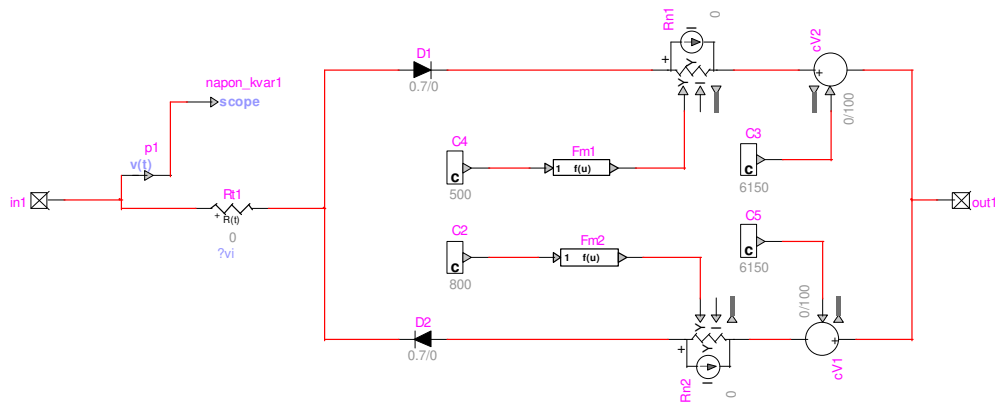 Rn1
0
cV2
D1
+
0.7/0
napon_kvar1
scope
Y
Y
I
I
+
0/100
p1
v(t)
C4
c
500
Fm1
1 f(u)
C3
c
6150
in1
Rt1
+ R(t)
0
?vi
out1
C2
c
800
Fm2
1 f(u)
C5
c
6150
0/100
D2
0.7/0
Y
I
Y
+
I
Rn2
0
+
cV1